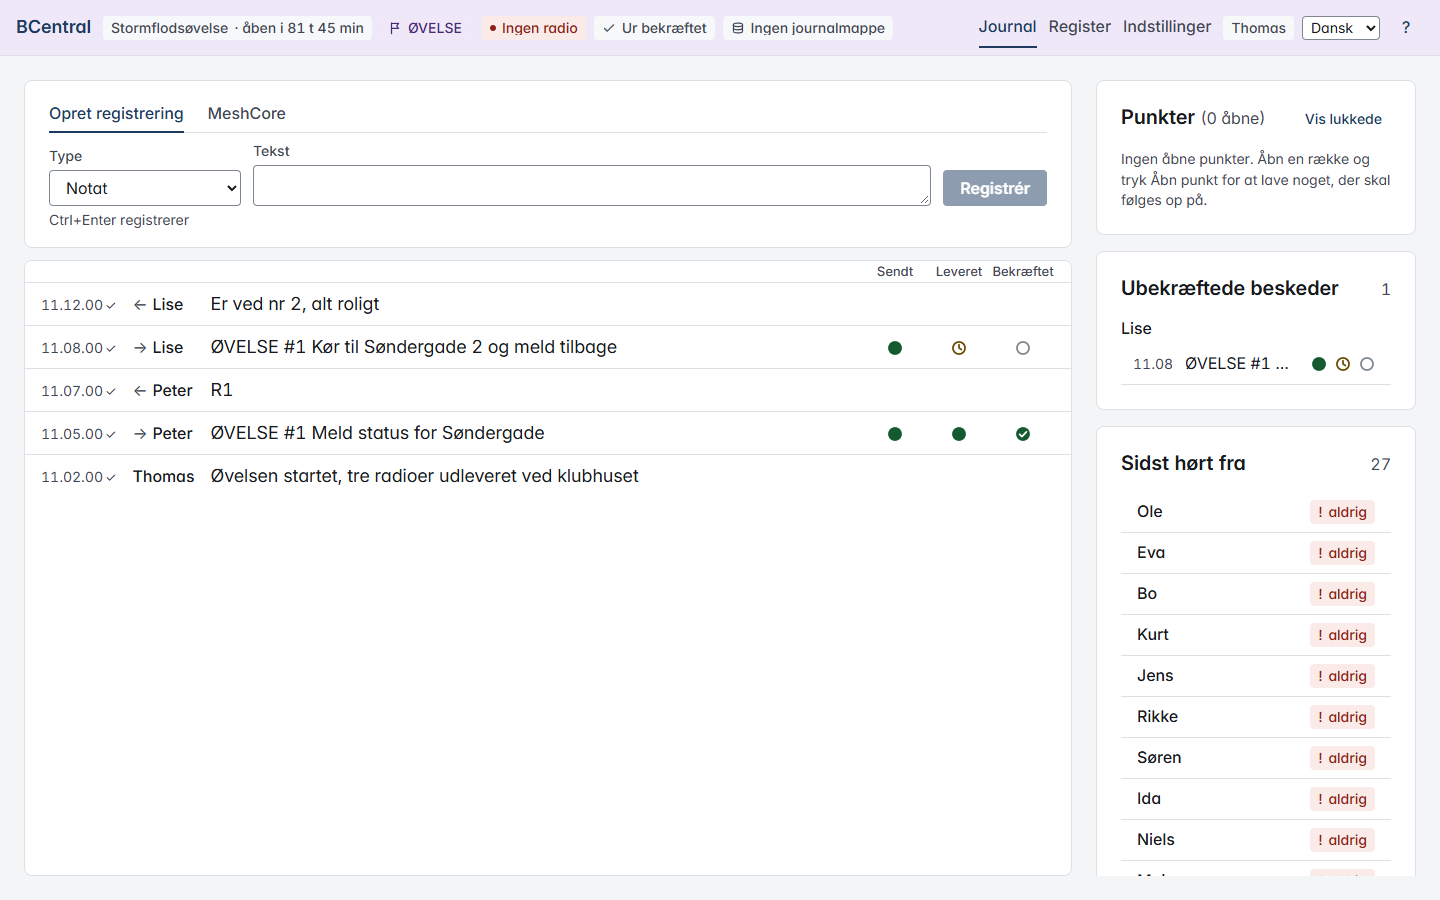 BCentral
Stormflodsøvelse · åben i 81 t 45 min
ØVELSE
Ingen radio
Ur bekræftet
Ingen journalmappe
Journal
Register
Indstillinger
Thomas
Dansk
?
Opret registrering
MeshCore
Type
Tekst
Notat
Registrér
Ctrl+Enter registrerer
Sendt Leveret Bekræftet
11.12.00 ✓ ← Lise Er ved nr 2, alt roligt
11.08.00 ✓ → Lise ØVELSE #1 Kør til Søndergade 2 og meld tilbage
11.07.00 ✓ ← Peter R1
11.05.00 ✓ → Peter ØVELSE #1 Meld status for Søndergade
11.02.00 ✓ Thomas Øvelsen startet, tre radioer udleveret ved klubhuset
Punkter (0 åbne) Vis lukkede
Ingen åbne punkter. Åbn en række og
tryk Åbn punkt for at lave noget, der skal
følges op på.
Ubekræftede beskeder 1
Lise
11.08 ØVELSE #1 ...
Sidst hørt fra 27
Ole ! aldrig
Eva ! aldrig
Bo ! aldrig
Kurt ! aldrig
Jens ! aldrig
Rikke ! aldrig
Søren ! aldrig
Ida ! aldrig
Niels ! aldrig